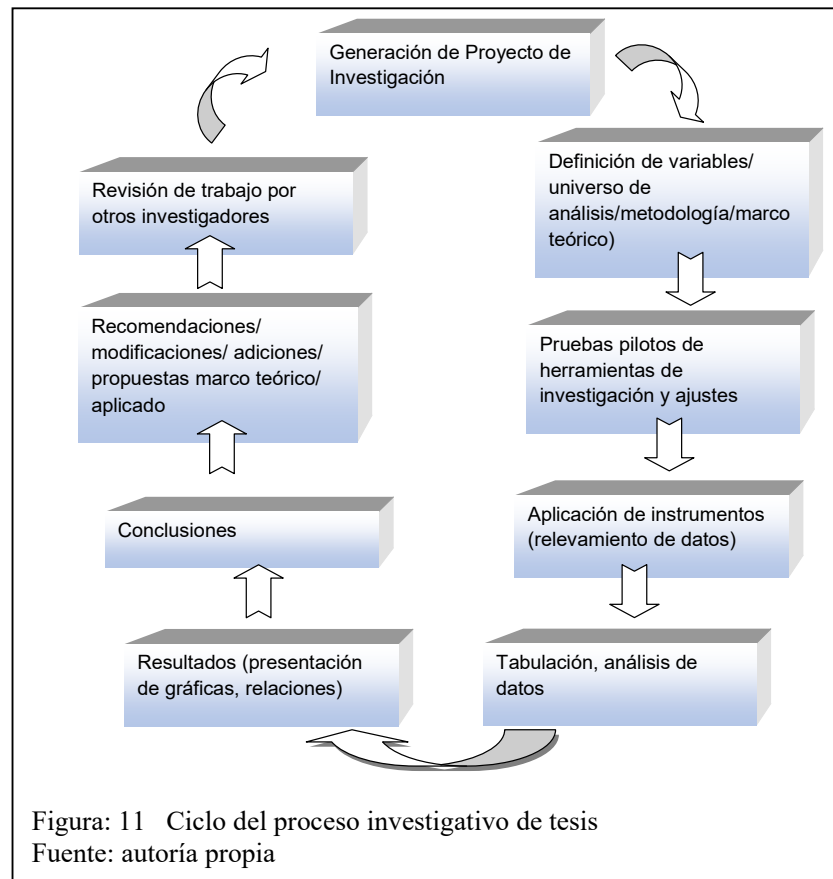 Generación de Proyecto de
Investigación
Definición de variables/
universo de
análisis/metodología/marco
teórico)
Pruebas pilotos de
herramientas de
investigación y ajustes
Aplicación de instrumentos
(relevamiento de datos)
Tabulación, análisis de
datos
Resultados (presentación
de gráficas, relaciones)
Conclusiones
Recomendaciones/
modificaciones/ adiciones/
propuestas marco teórico/
aplicado
Revisión de trabajo por
otros investigadores
Figura: 11 Ciclo del proceso investigativo de tesis
Fuente: autoría propia